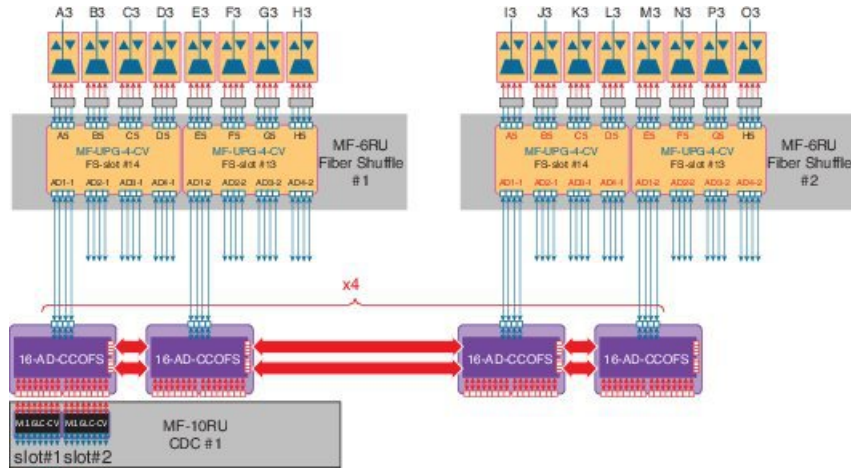 A3 B3 C3 D3 E3 F3 G3 H3 I3 J3 K3 L3 M3 N3 P3 O3
A5 B5 C5 D5 E5 F5 G5 H5 A5 B5 C5 D5 E5 F5 G5 H5
MF-UPG-4-CV MF-UPG-4-CV MF-UPG-4-CV MF-UPG-4-CV
FS-slot #14 FS-slot #13 FS-slot #14 FS-slot #13
AD1-1 AD2-1 AD3-1 AD4-1 AD1-2 AD2-2 AD3-2 AD4-2 AD1-1 AD2-1 AD3-1 AD4-1 AD1-2 AD2-2 AD3-2 AD4-2
MF-6RU
Fiber Shuffle
#1
MF-6RU
Fiber Shuffle
#2
x4
16-AD-CCOFS 16-AD-CCOFS 16-AD-CCOFS 16-AD-CCOFS
M16LC-CV M16LC-CV
slot#1 slot#2
MF-10RU
CDC #1